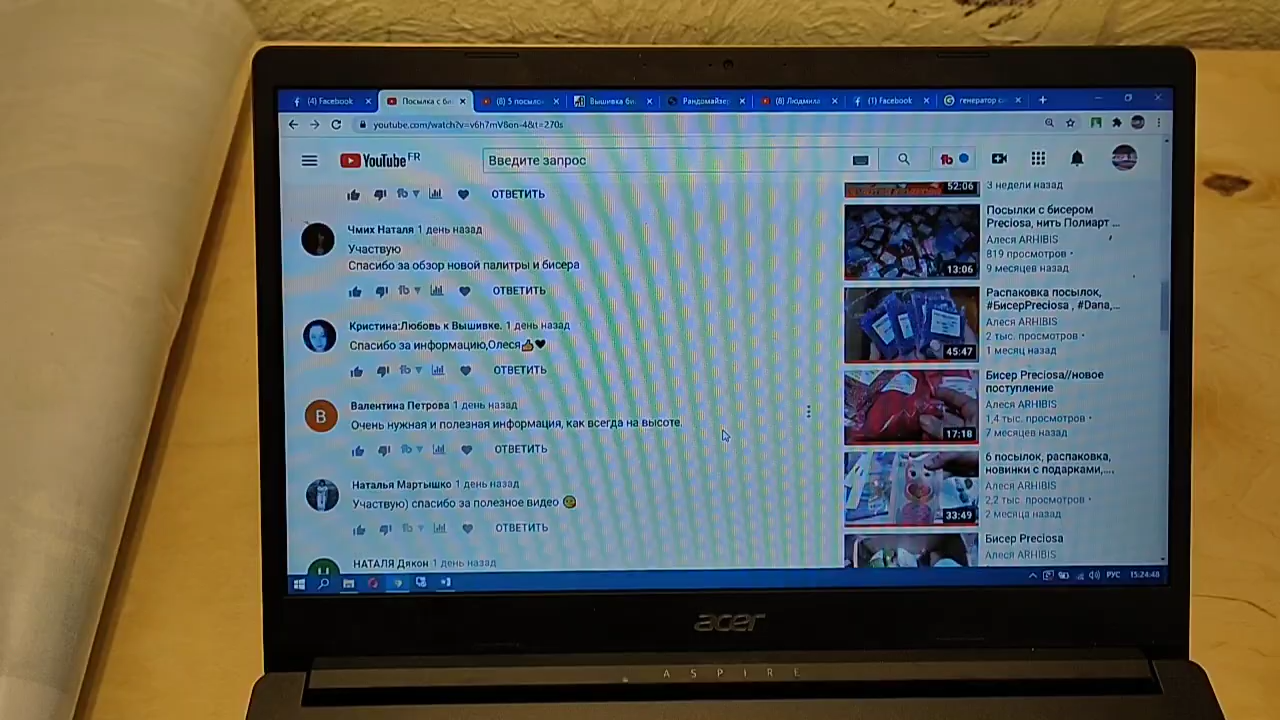 (4) Facebook
Посылка с би
(8) 5 посыло
Вышивка би
Рандомайзер
(8) Людмила
(1) Facebook
генератор
youtube.com/watch?v=v6h7mV8on-4&t=270s
YouTube FR
Введите запрос
ОТВЕТИТЬ
Чмих Наталя 1 день назад
Участвую
Спасибо за обзор новой палитры и бисера
ОТВЕТИТЬ
Кристина:Любовь к Вышивке. 1 день назад
Спасибо за информацию,Олеся👍🖤
ОТВЕТИТЬ
В
Валентина Петрова 1 день назад
Очень нужная и полезная информация, как всегда на высоте.
ОТВЕТИТЬ
Наталья Мартышко 1 день назад
Участвую) спасибо за полезное видео
ОТВЕТИТЬ
НАТАЛЯ Дякон 1 день назад
52:06
3 недели назад
13:06
Посылки с бисером
Preciosa, нить Полиарт ...
Алеся ARHIBIS
819 просмотров •
9 месяцев назад
45:47
Распаковка посылок,
#БисерPreciosa , #Dana,...
Алеся ARHIBIS
2 тыс. просмотров •
1 месяц назад
17:18
Бисер Preciosa//новое
поступление
Алеся ARHIBIS
1,4 тыс. просмотров •
7 месяцев назад
33:49
6 посылок, распаковка,
новинки с подарками,....
Алеся ARHIBIS
2,2 тыс. просмотров •
2 месяца назад
Бисер Preciosa
Алеся ARHIBIS
РУС
15:24:48
acer
ASPIRE